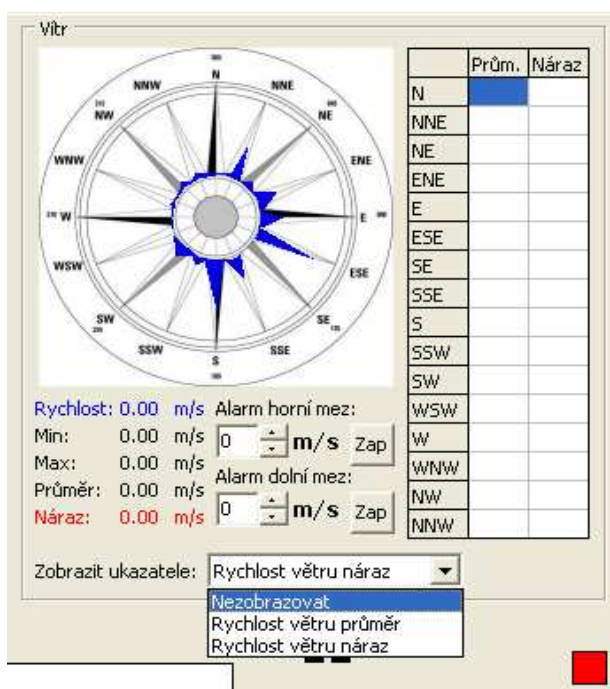 Vítr
N
NNE
NE
ENE
E
ESE
SE
SSE
S
SSW
SW
WSW
W
WNW
NW
NNW
Prům. Náraz
N
NNE
NE
ENE
E
ESE
SE
SSE
S
SSW
SW
WSW
W
WNW
NW
NNW
Rychlost: 0.00 m/s
Min: 0.00 m/s
Max: 0.00 m/s
Průměr: 0.00 m/s
Náraz: 0.00 m/s
Alarm horní mez:
0 m/s Zap
Alarm dolní mez:
0 m/s Zap
Zobrazit ukazatele: Rychlost větru náraz
Nezobrazovat
Rychlost větru průměr
Rychlost větru náraz